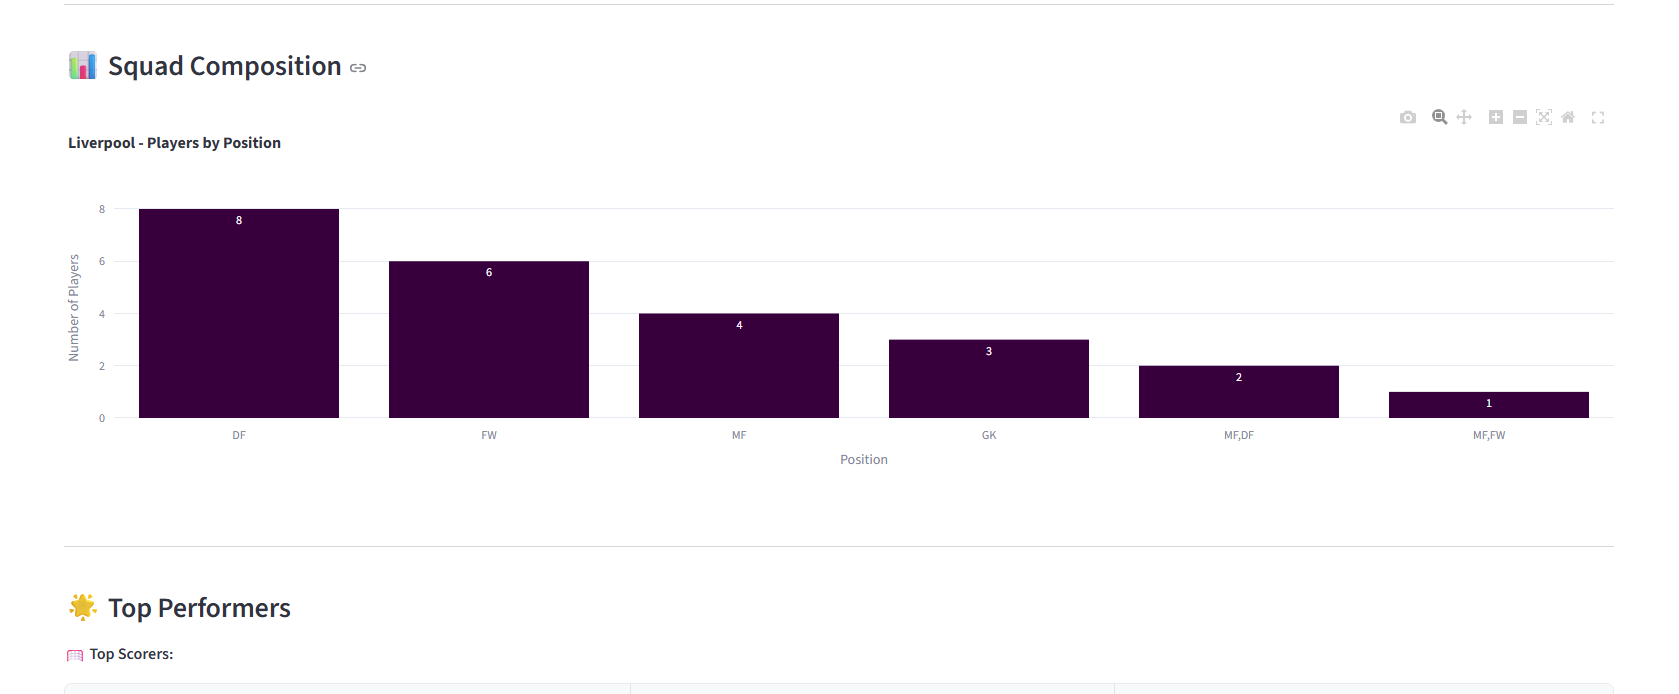 Squad Composition
Liverpool - Players by Position
Number of Players
8
6
4
2
0
8
6
4
3
2
1
DF
FW
MF
GK
MF,DF
MF,FW
Position
Top Performers
Top Scorers: